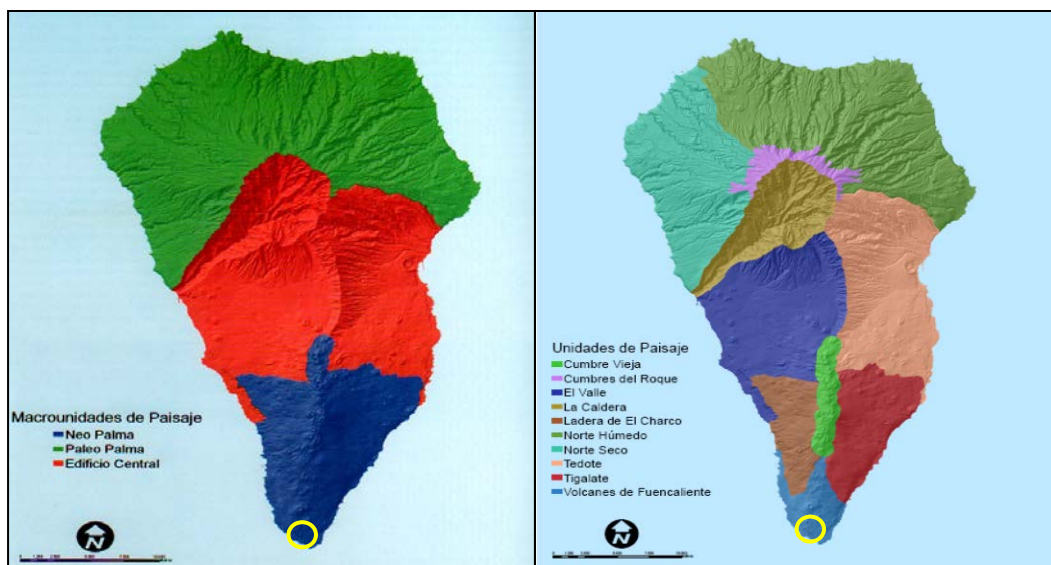 Macrounidades de Paisaje
Neo Palma
Paleo Palma
Edificio Central
N
Unidades de Paisaje
Cumbre Vieja
Cumbres del Roque
El Valle
La Caldera
Ladera de El Charco
Norte Húmedo
Norte Seco
Tedote
Tigalate
Volcanes de Fuencaliente
N